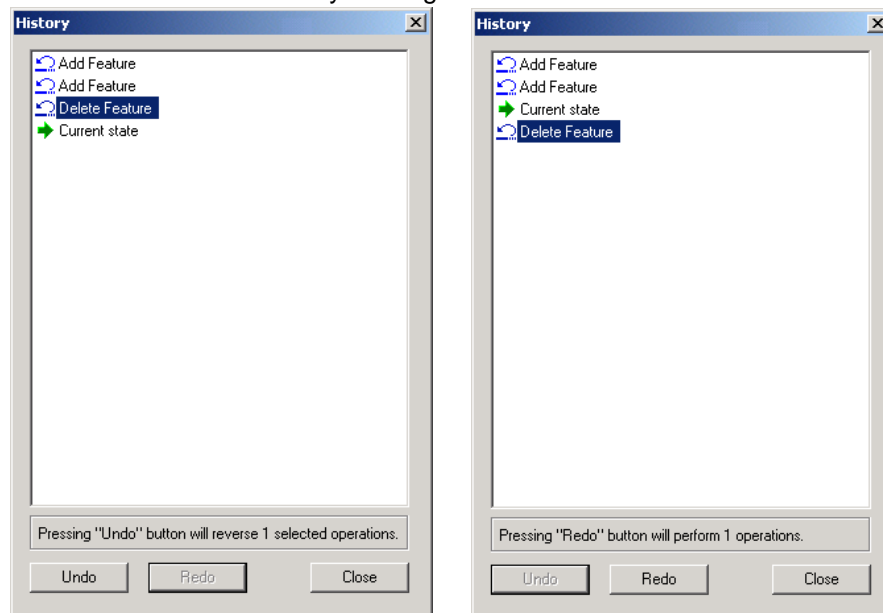 History
Add Feature
Add Feature
Delete Feature
Current state
Pressing "Undo" button will reverse 1 selected operations.
Undo Redo Close
History
Add Feature
Add Feature
Current state
Delete Feature
Pressing "Redo" button will perform 1 operations.
Undo Redo Close